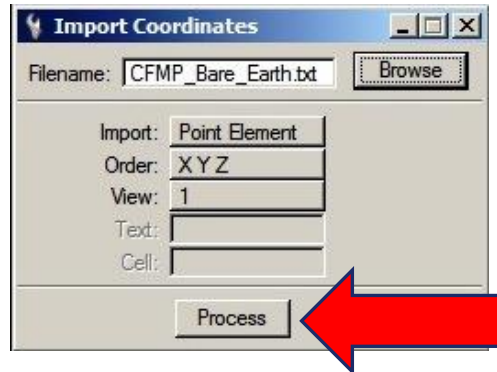 Import Coordinates
Filename: CFMP_Bare_Earth.txt Browse
Import: Point Element
Order: X Y Z
View: 1
Text:
Cell:
Process